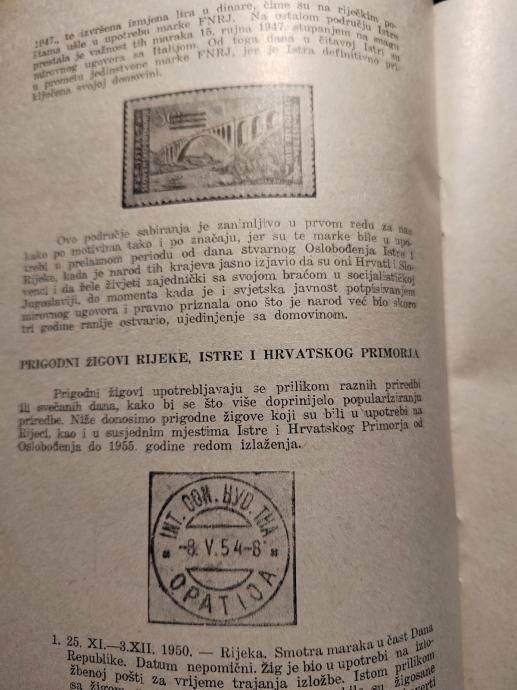 1947. te izvršena izmjena lira u dinare, čime su na riječkim po-
štama ušle u upotrebu marke FNRJ. Na ostalom području Istre
prestala je važnost tih maraka 15. rujna 1947. stupanjem na snagu
mirovnog ugovora sa Italijom. Od toga dana u čitavoj Istri su
u prometu jedinstvene marke FNRJ, jer je Istra definitivno pri-
ključena svojoj domovini.
Ovo područje sabiranja je zanimljivo u prvom redu za nas
kako po motivima tako i po značaju, jer su te marke bile u upo-
trebi u prelaznom periodu od dana stvarnog Oslobođenja Istre i
Rijeke, kada je narod tih krajeva jasno izjavio da su oni Hrvati i Slo-
venci i da žele živjeti zajednički sa svojom braćom u socijalističkoj
Jugoslaviji, do momenta kada je i svjetska javnost potpisivanjem
mirovnog ugovora i pravno priznala ono što je narod već bio skoro
tri godine ranije ostvario, ujedinjenje sa domovinom.
PRIGODNI ŽIGOVI RIJEKE, ISTRE I HRVATSKOG PRIMORJA
Prigodni žigovi upotrebljavaju se prilikom raznih priredbi
ili svečanih dana, kako bi se što više doprinijelo populariziranju
priredbe. Niže donosimo prigodne žigove koji su bili u upotrebi na
Rijeci, kao i u susjednim mjestima Istre i Hrvatskog Primorja od
Oslobođenja do 1955. godine redom izlaženja.
INT. CON. HYD. THA
-8. V. 54-8
OPATIJA
1. 25. XI.—3.XII. 1950. — Rijeka. Smotra maraka u čast Dana
Republike. Datum nepomični. Žig je bio u upotrebi na izlo-
žbenoj pošti za vrijeme trajanja izložbe. Istom prilikom
sa žigom su žigosane